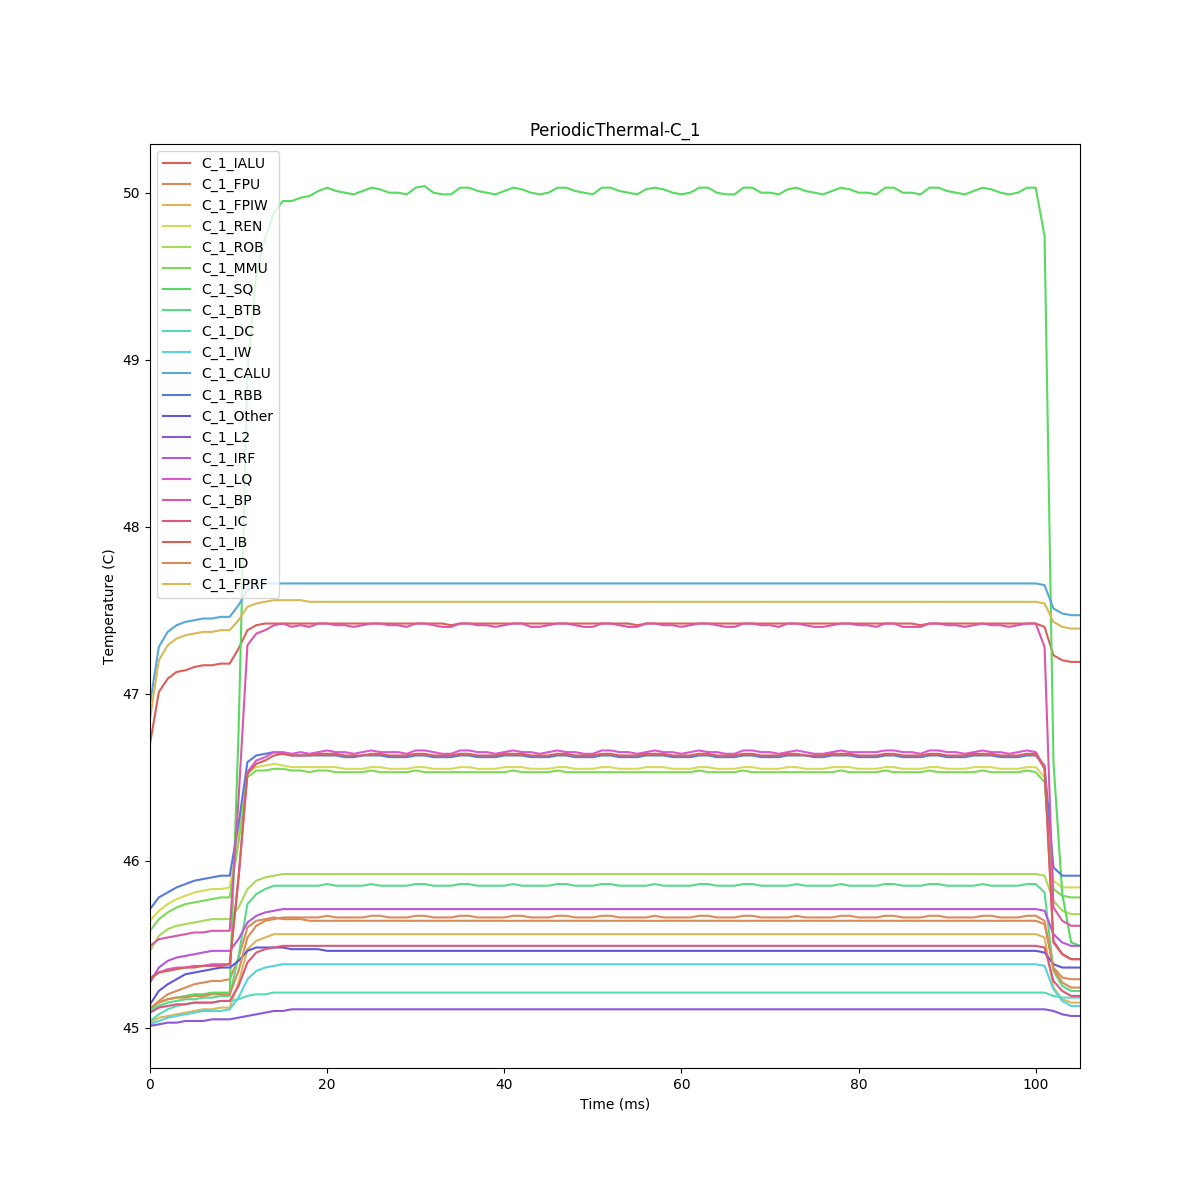 PeriodicThermal-C_1
C_1_IALU
C_1_FPU
C_1_FPIW
C_1_REN
C_1_ROB
C_1_MMU
C_1_SQ
C_1_BTB
C_1_DC
C_1_IW
C_1_CALU
C_1_RBB
C_1_Other
C_1_L2
C_1_IRF
C_1_LQ
C_1_BP
C_1_IC
C_1_IB
C_1_ID
C_1_FPRF
50
49
48
47
46
45
Temperature (C)
0 20 40 60 80 100
Time (ms)